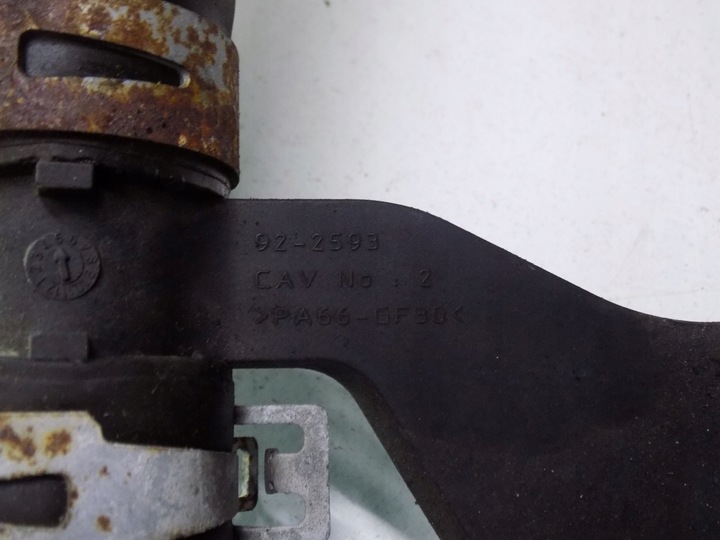 92-2593
CAV No : 2
>PA66-GF30<